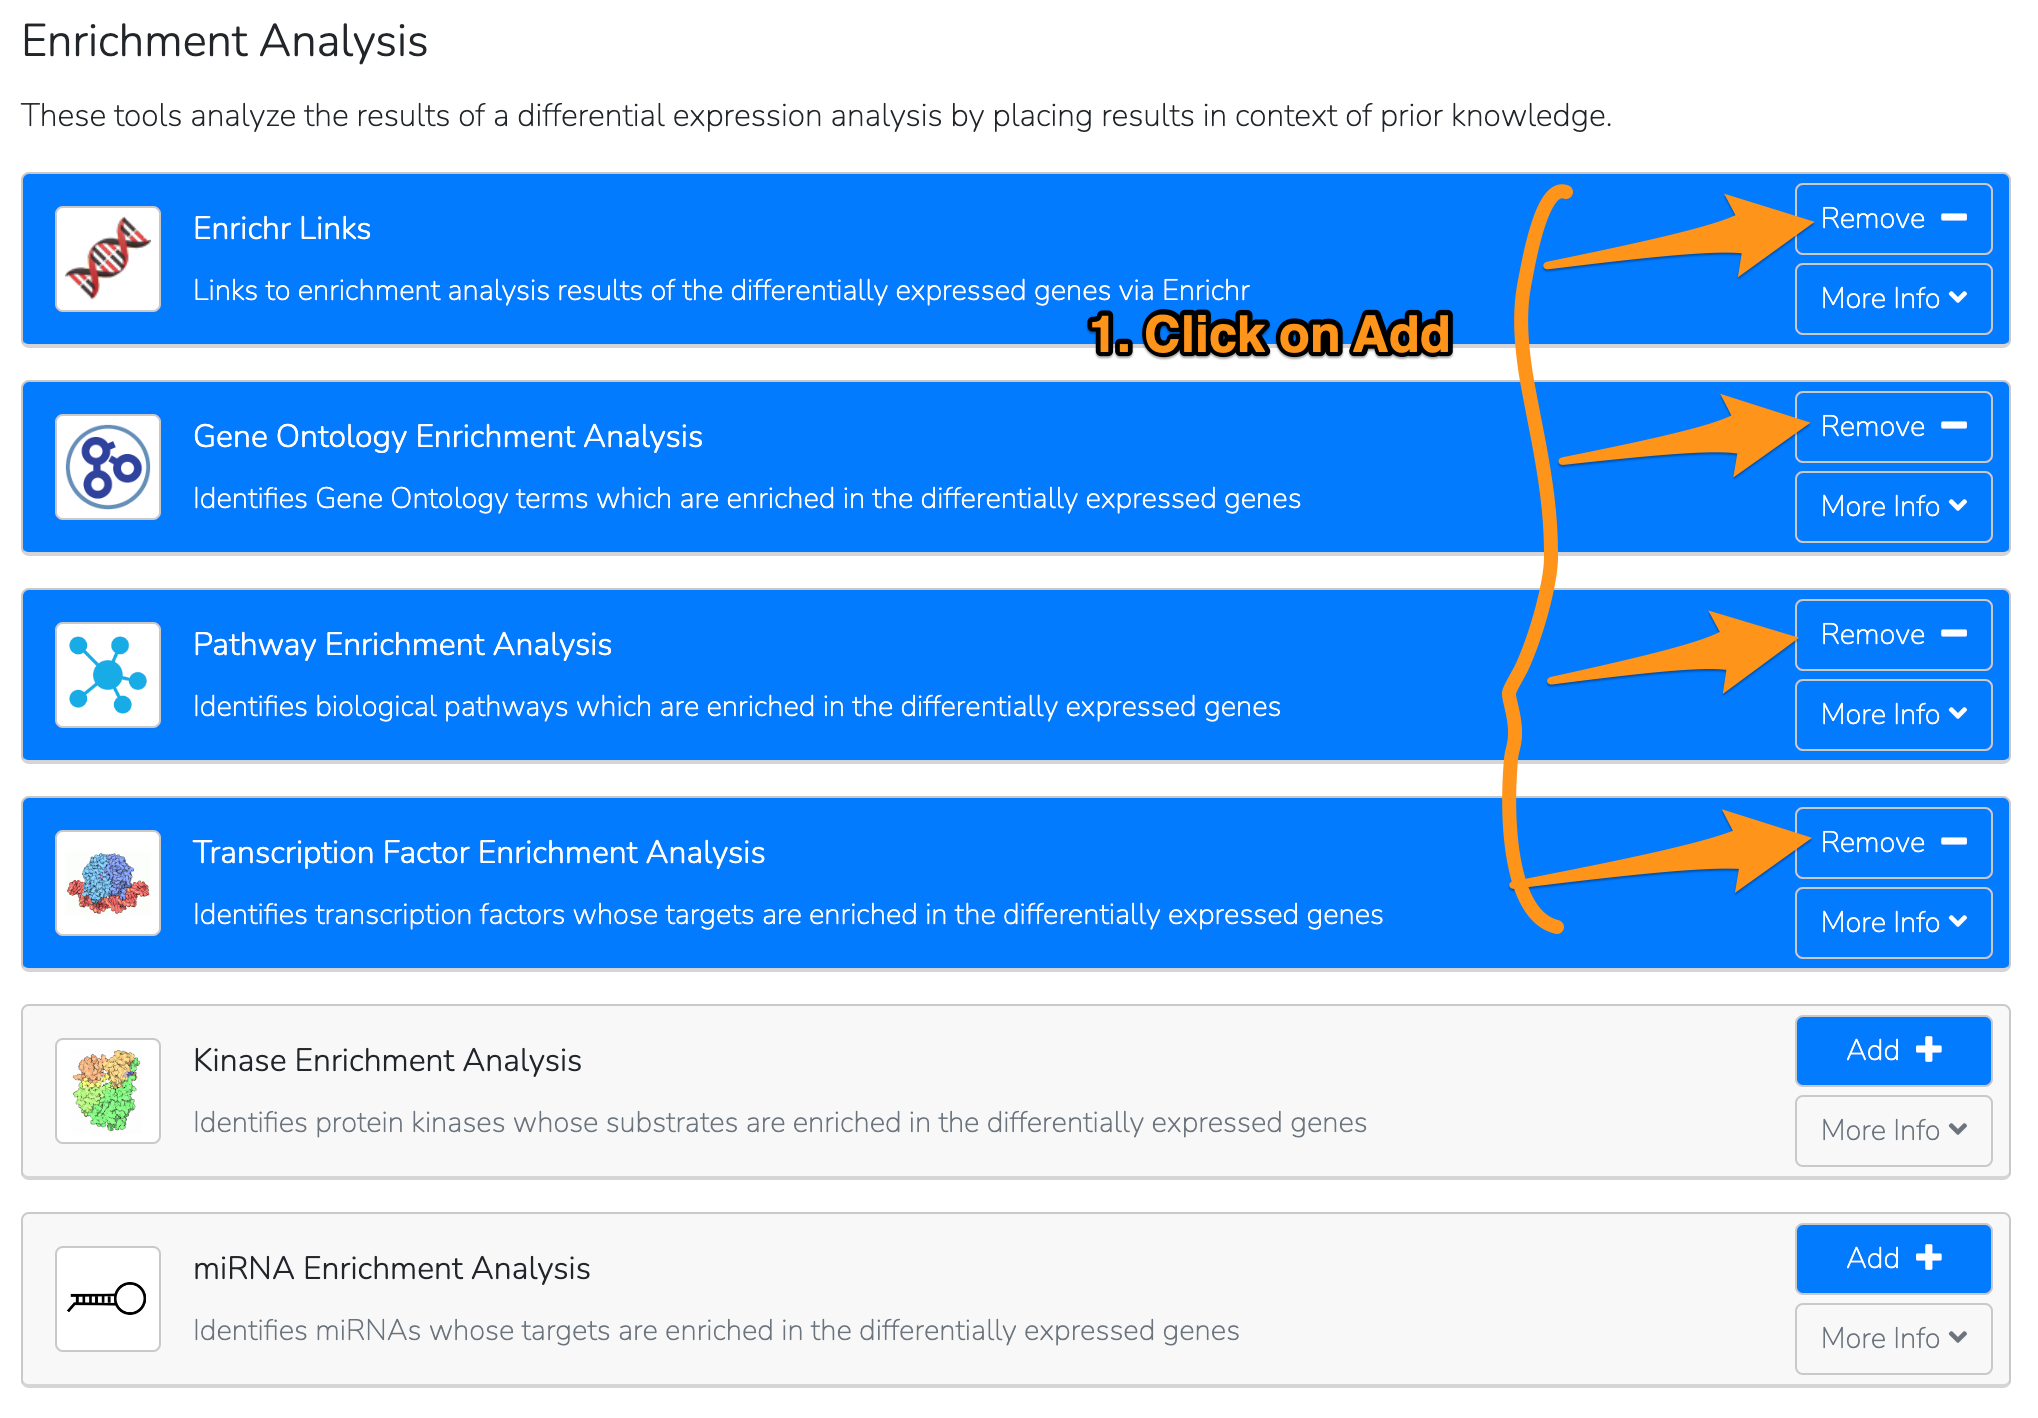 Enrichment Analysis
These tools analyze the results of a differential expression analysis by placing results in context of prior knowledge.
Enrichr Links
Remove
Links to enrichment analysis results of the differentially expressed genes via Enrichr
More Info
1. Click on Add
Gene Ontology Enrichment Analysis
Remove
Identifies Gene Ontology terms which are enriched in the differentially expressed genes
More Info
Pathway Enrichment Analysis
Remove
Identifies biological pathways which are enriched in the differentially expressed genes
More Info
Transcription Factor Enrichment Analysis
Remove
Identifies transcription factors whose targets are enriched in the differentially expressed genes
More Info
Kinase Enrichment Analysis
Add
Identifies protein kinases whose substrates are enriched in the differentially expressed genes
More Info
miRNA Enrichment Analysis
Add
Identifies miRNAs whose targets are enriched in the differentially expressed genes
More Info